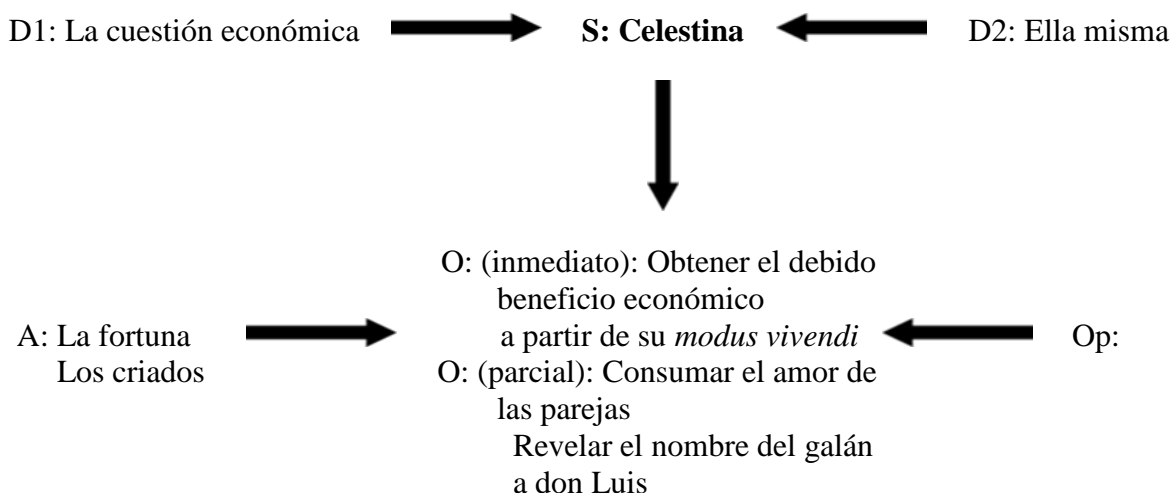 D1: La cuestión económica S: Celestina D2: Ella misma
O: (inmediato): Obtener el debido
beneficio económico
a partir de su modus vivendi
A: La fortuna
Los criados
Op:
O: (parcial): Consumar el amor de
las parejas
Revelar el nombre del galán
a don Luis